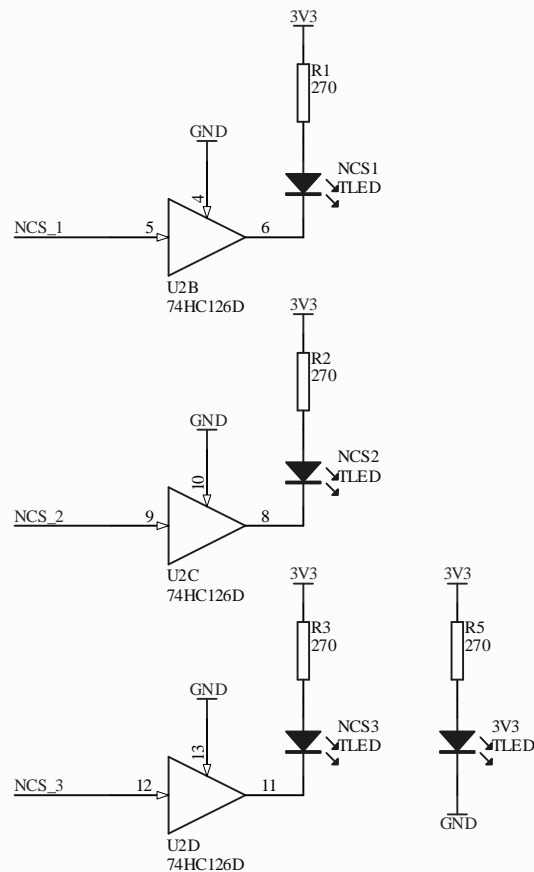 3V3
R1
270
GND
4
NCS1
TLED
NCS_1
5
6
U2B
74HC126D
3V3
R2
270
GND
10
NCS2
TLED
NCS_2
9
8
U2C
74HC126D
3V3
R3
270
GND
13
NCS3
TLED
NCS_3
12
11
U2D
74HC126D
3V3
R5
270
3V3
TLED
GND